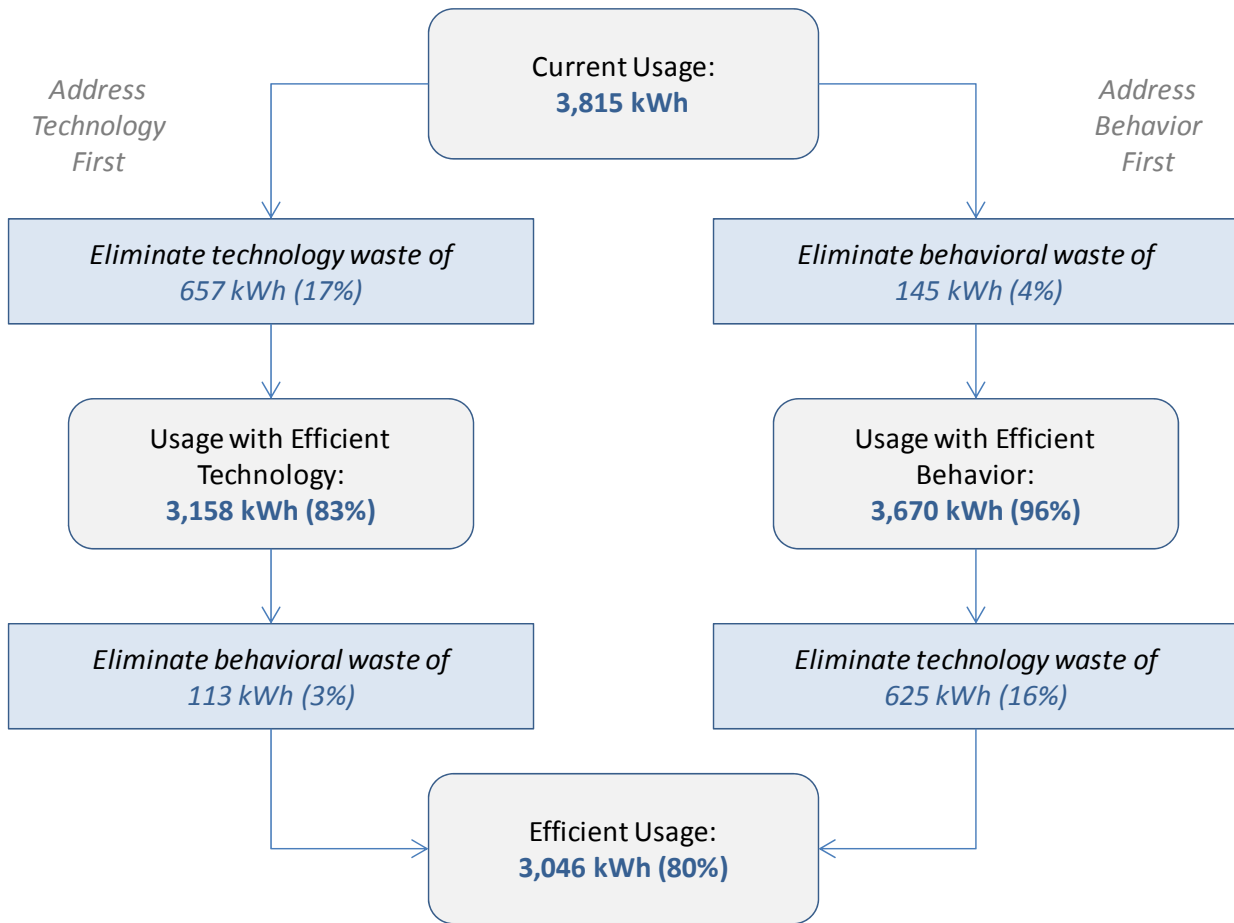 Current Usage:
3,815 kWh
Address
Technology
First
Address
Behavior
First
Eliminate technology waste of
657 kWh (17%)
Eliminate behavioral waste of
145 kWh (4%)
Usage with Efficient
Technology:
3,158 kWh (83%)
Usage with Efficient
Behavior:
3,670 kWh (96%)
Eliminate behavioral waste of
113 kWh (3%)
Eliminate technology waste of
625 kWh (16%)
Efficient Usage:
3,046 kWh (80%)